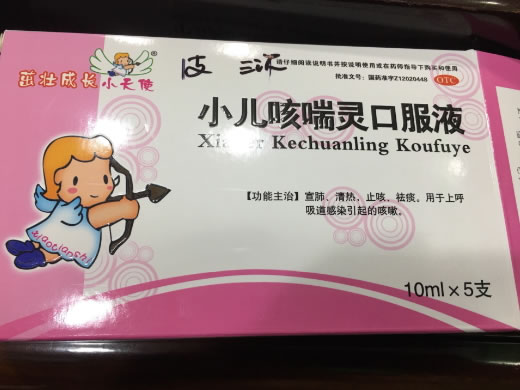 茁壮成长小天使
®
请仔细阅读说明书并按说明使用或在药师指导下购买和使用
批准文号：国药准字Z12020448
OTC
小儿咳喘灵口服液
Xiaoer Kechuanling Koufuye
【功能主治】宣肺、清热、止咳、祛痰。用于上呼
吸道感染引起的咳嗽。
xiaotianshi
10ml×5支